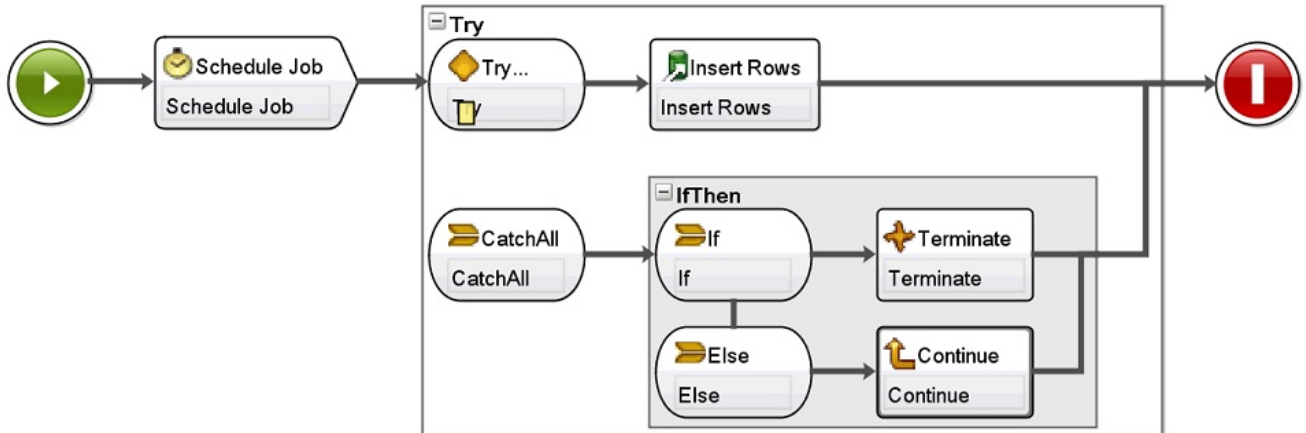 Try
Schedule Job
Schedule Job
Try...
Try
Insert Rows
Insert Rows
IfThen
CatchAll
CatchAll
If
If
Terminate
Terminate
Else
Else
Continue
Continue